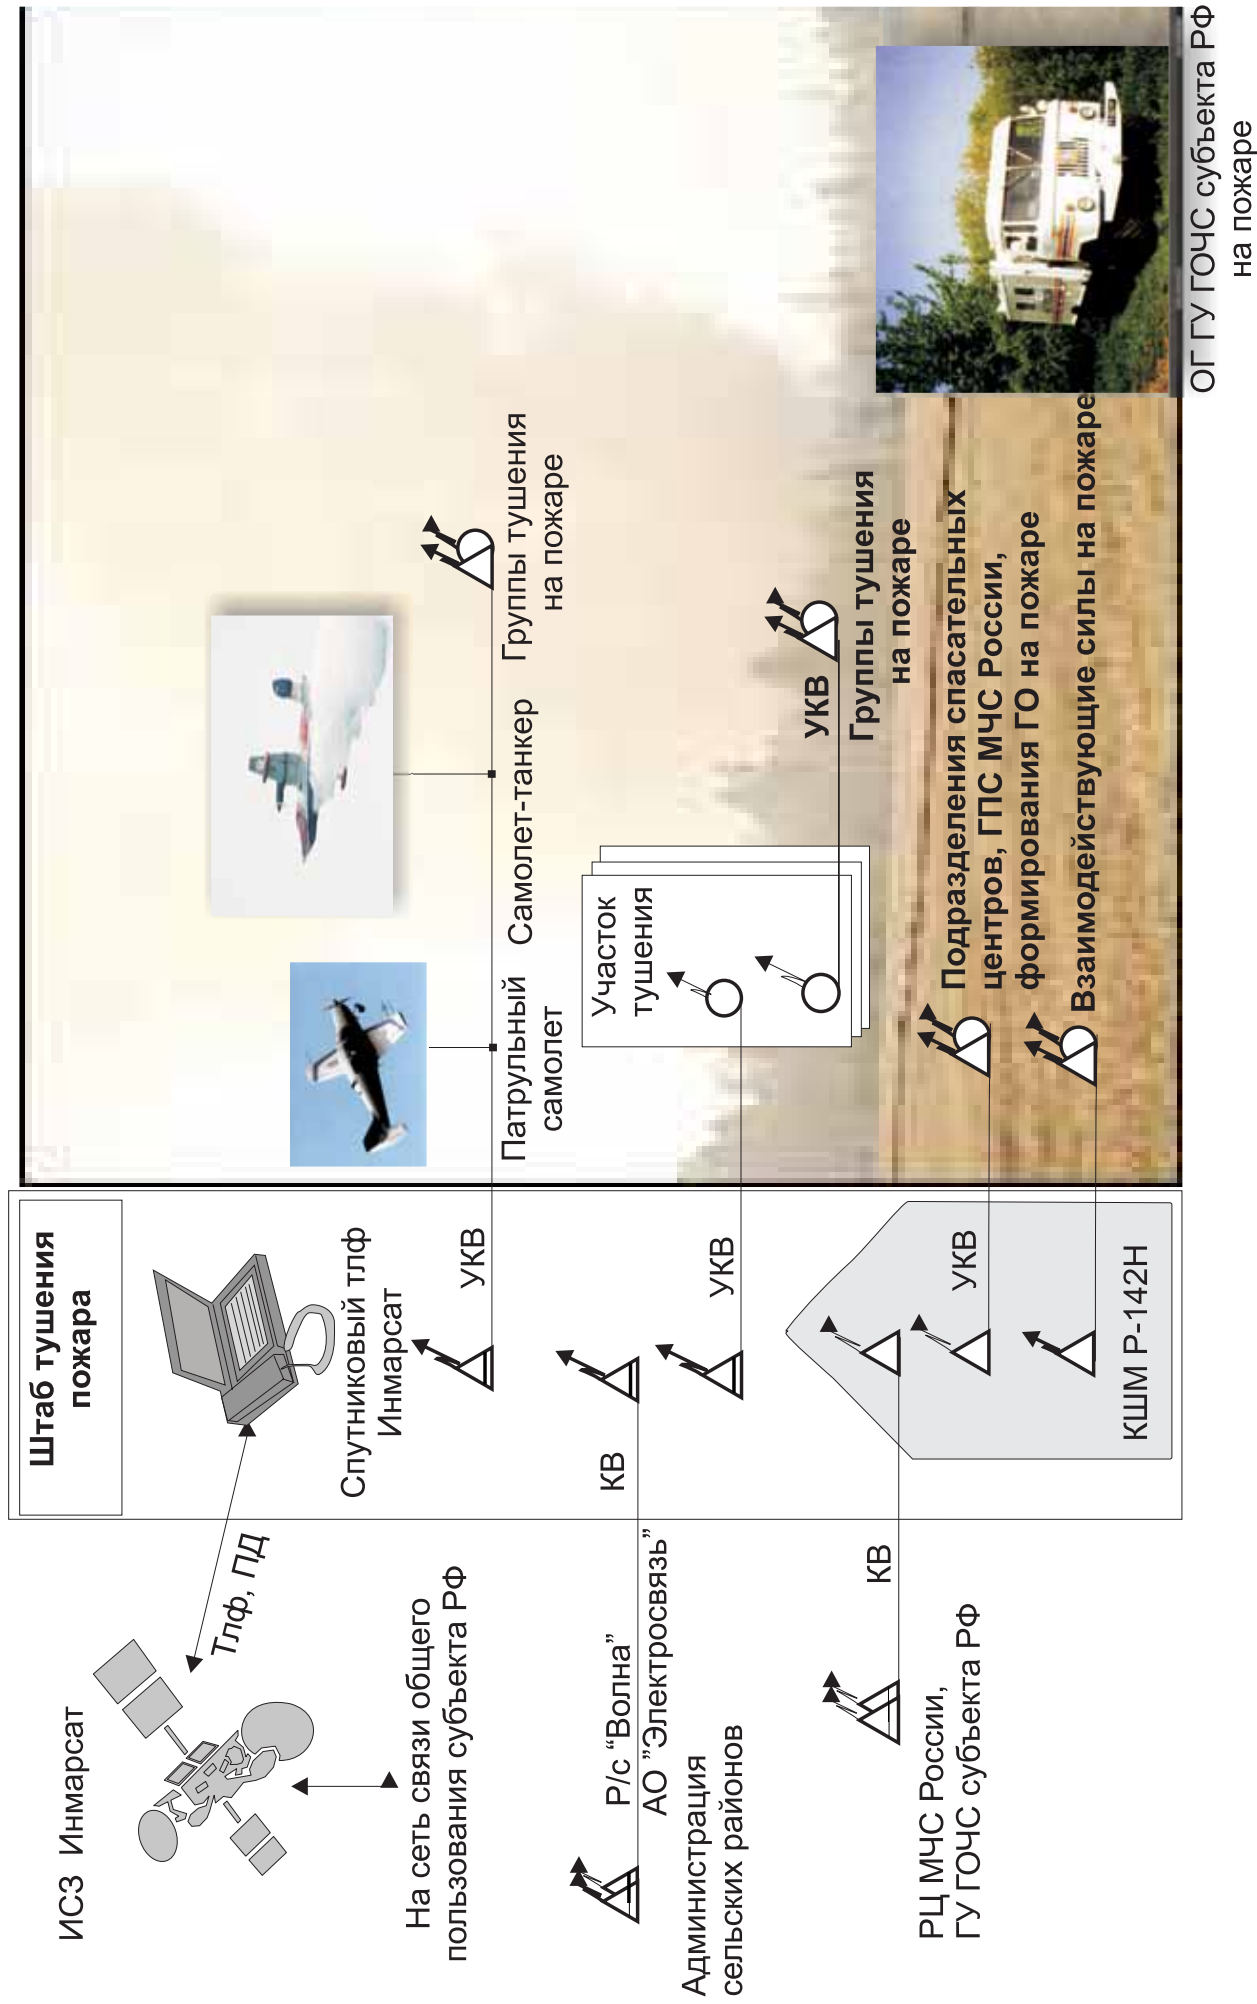 ИСЗ Инмарсат
Тлф, ПД
На сеть связи общего
пользования субъекта РФ
Р/с “Волна”
АО ”Электросвязь”
Администрация
сельских районов
КВ
РЦ МЧС России,
ГУ ГОЧС субъекта РФ
КВ
Штаб тушения
пожара
Спутниковый тлф
Инмарсат
УКВ
УКВ
УКВ
КШМ Р-142Н
Патрульный
самолет
Самолет-танкер
Группы тушения
на пожаре
Участок
тушения
УКВ
Группы тушения
на пожаре
Подразделения спасательных
центров, ГПС МЧС России,
формирования ГО на пожаре
Взаимодействующие силы на пожаре
ОГ ГУ ГОЧС субъекта РФ
на пожаре